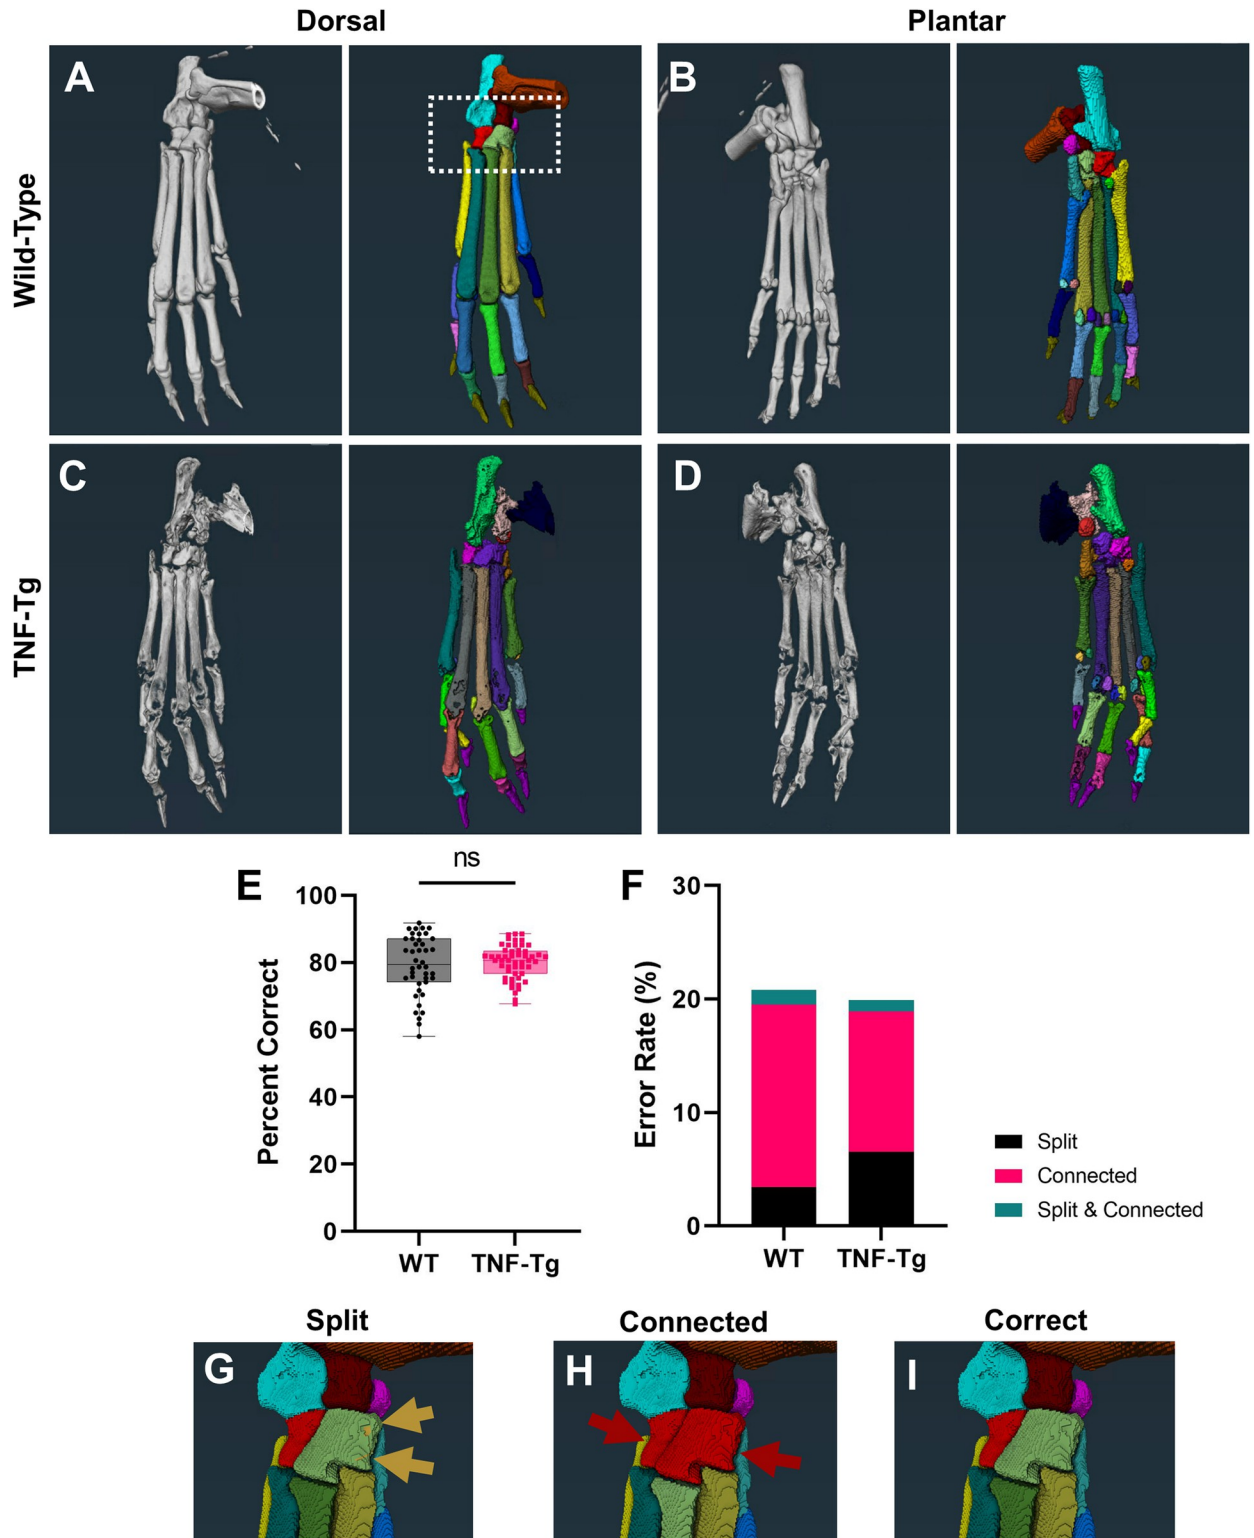 Dorsal
Plantar
Wild-Type
A
B
TNF-Tg
C
D
E
ns
Percent Correct
100
80
60
40
20
0
WT
TNF-Tg
F
Error Rate (%)
30
20
10
0
WT
TNF-Tg
Split
Connected
Split & Connected
Split
Connected
Correct
G
H
I